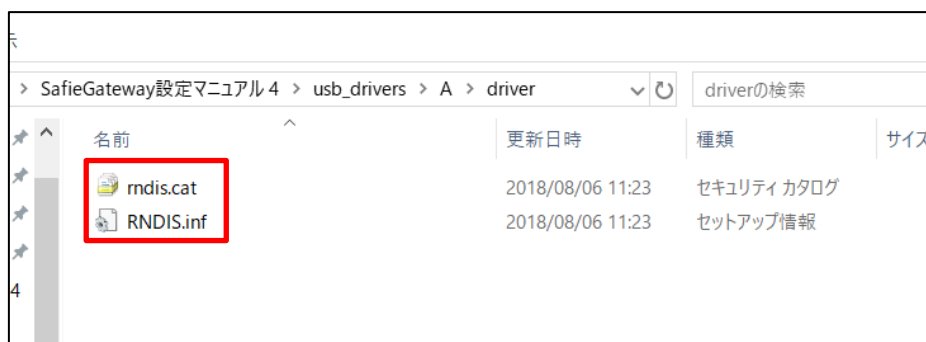 > SafieGateway設定マニュアル 4 > usb_drivers > A > driver driverの検索
名前 更新日時 種類 サイズ
rndis.cat 2018/08/06 11:23 セキュリティ カタログ
RNDIS.inf 2018/08/06 11:23 セットアップ情報
4